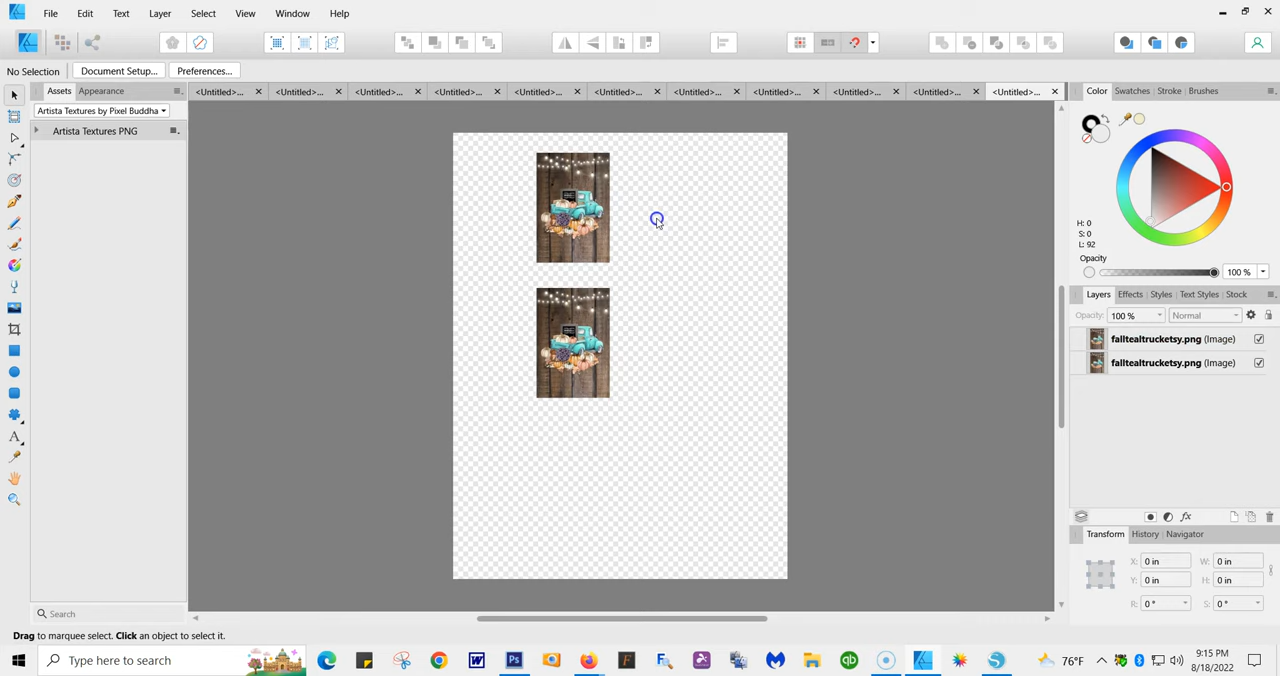 File Edit Text Layer Select View Window Help
No Selection Document Setup... Preferences...
Assets Appearance
<Untitled>... <Untitled>... <Untitled>... <Untitled>... <Untitled>... <Untitled>... <Untitled>... <Untitled>... <Untitled>... <Untitled>... <Untitled>...
Color Swatches Stroke Brushes
Artista Textures by Pixel Buddha
Artista Textures PNG
H: 0
S: 0
L: 92
Opacity
100 %
Layers Effects Styles Text Styles Stock
Opacity: 100 % Normal
falltealtrucketsy.png (Image)
falltealtrucketsy.png (Image)
Transform History Navigator
X: 0 in W: 0 in
Y: 0 in H: 0 in
R: 0 ° S: 0 °
Search
Drag to marquee select. Click an object to select it.
Type here to search
76°F
9:15 PM
8/18/2022